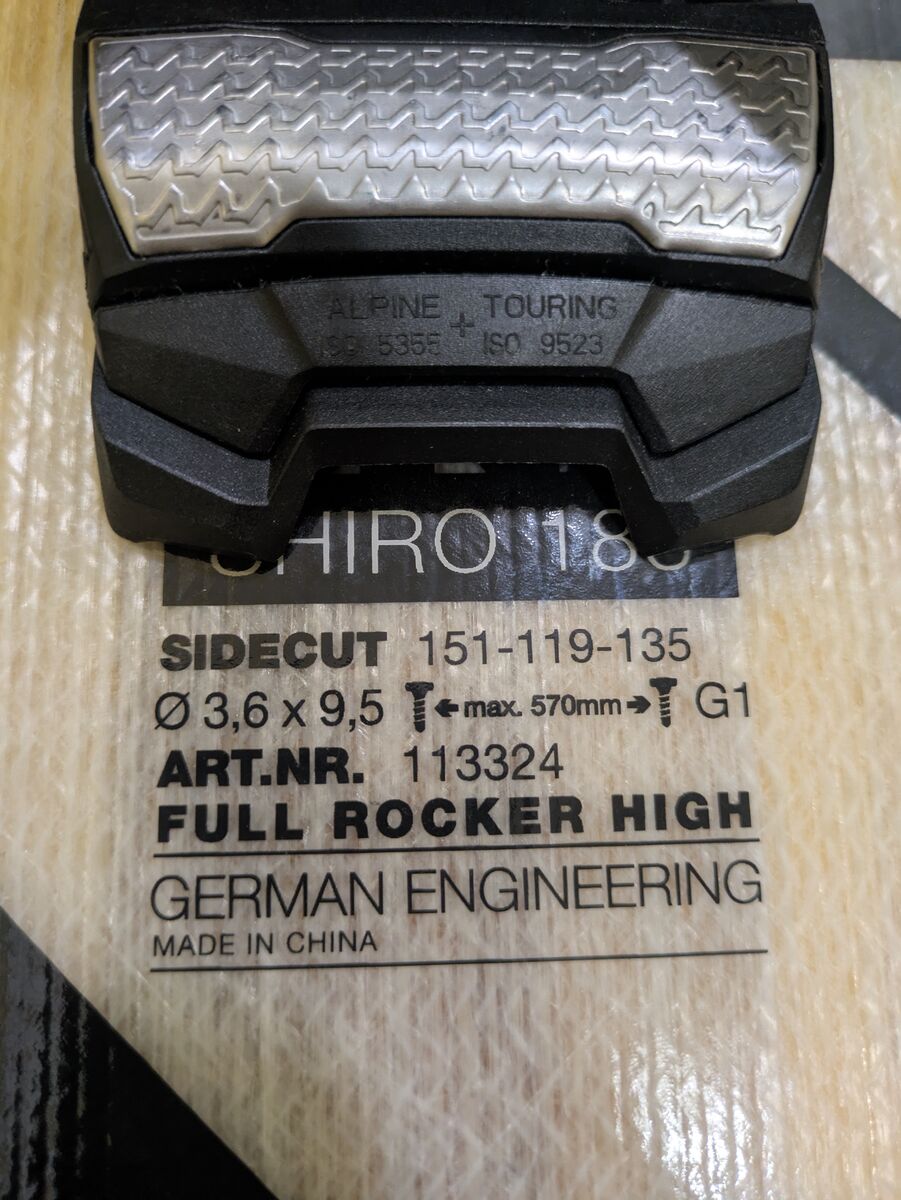 ALPINE + TOURING
ISO 5355 ISO 9523
SIDECUT 151-119-135
Ø 3,6 x 9,5 max. 570mm G1
ART.NR. 113324
FULL ROCKER HIGH
GERMAN ENGINEERING
MADE IN CHINA